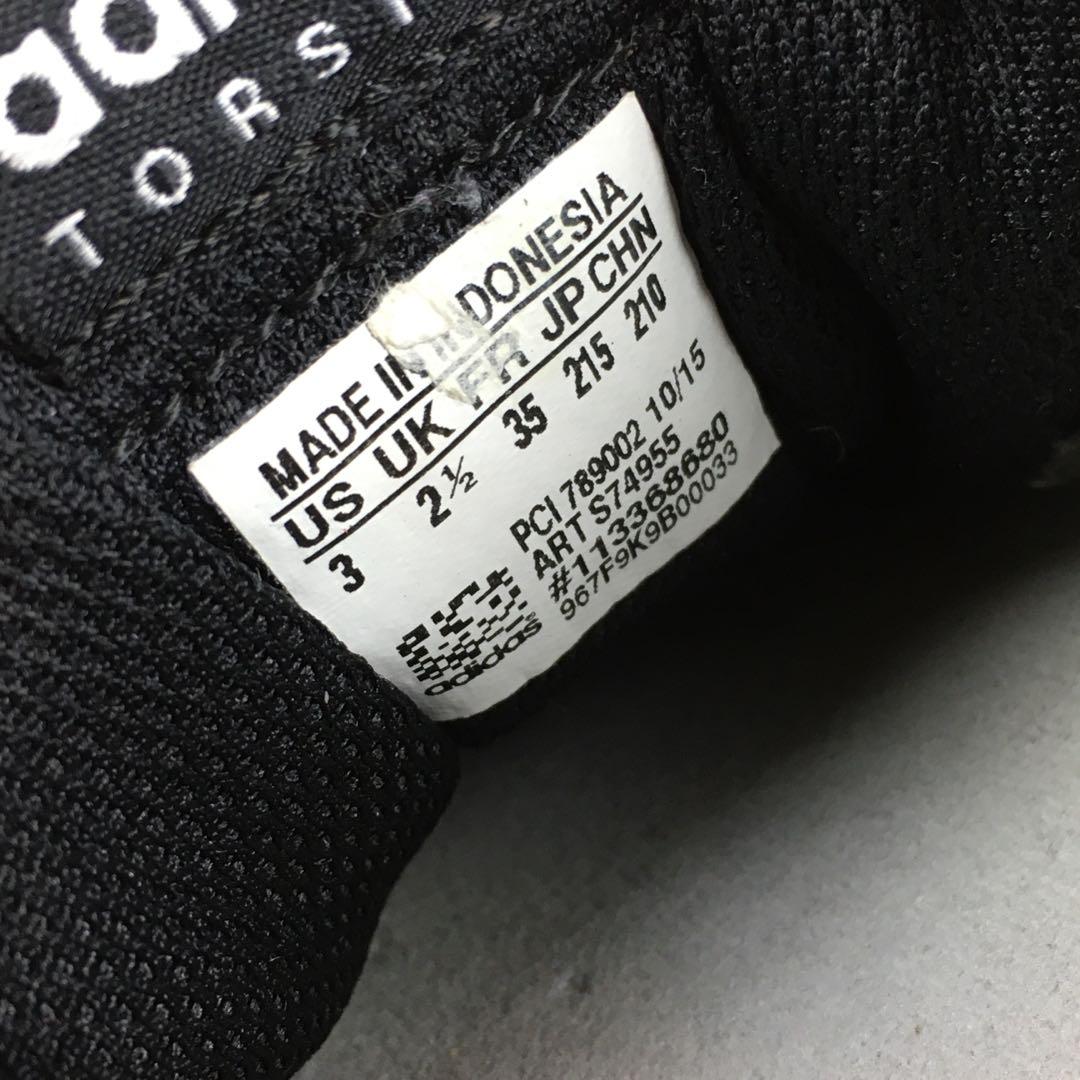 TORS
MADE IN INDONESIA
US UK FR JP CHN
3 2½ 35 215 210
PCI 789002 10/15
ART S74955
#113368680
967F9K9B00033
adidas